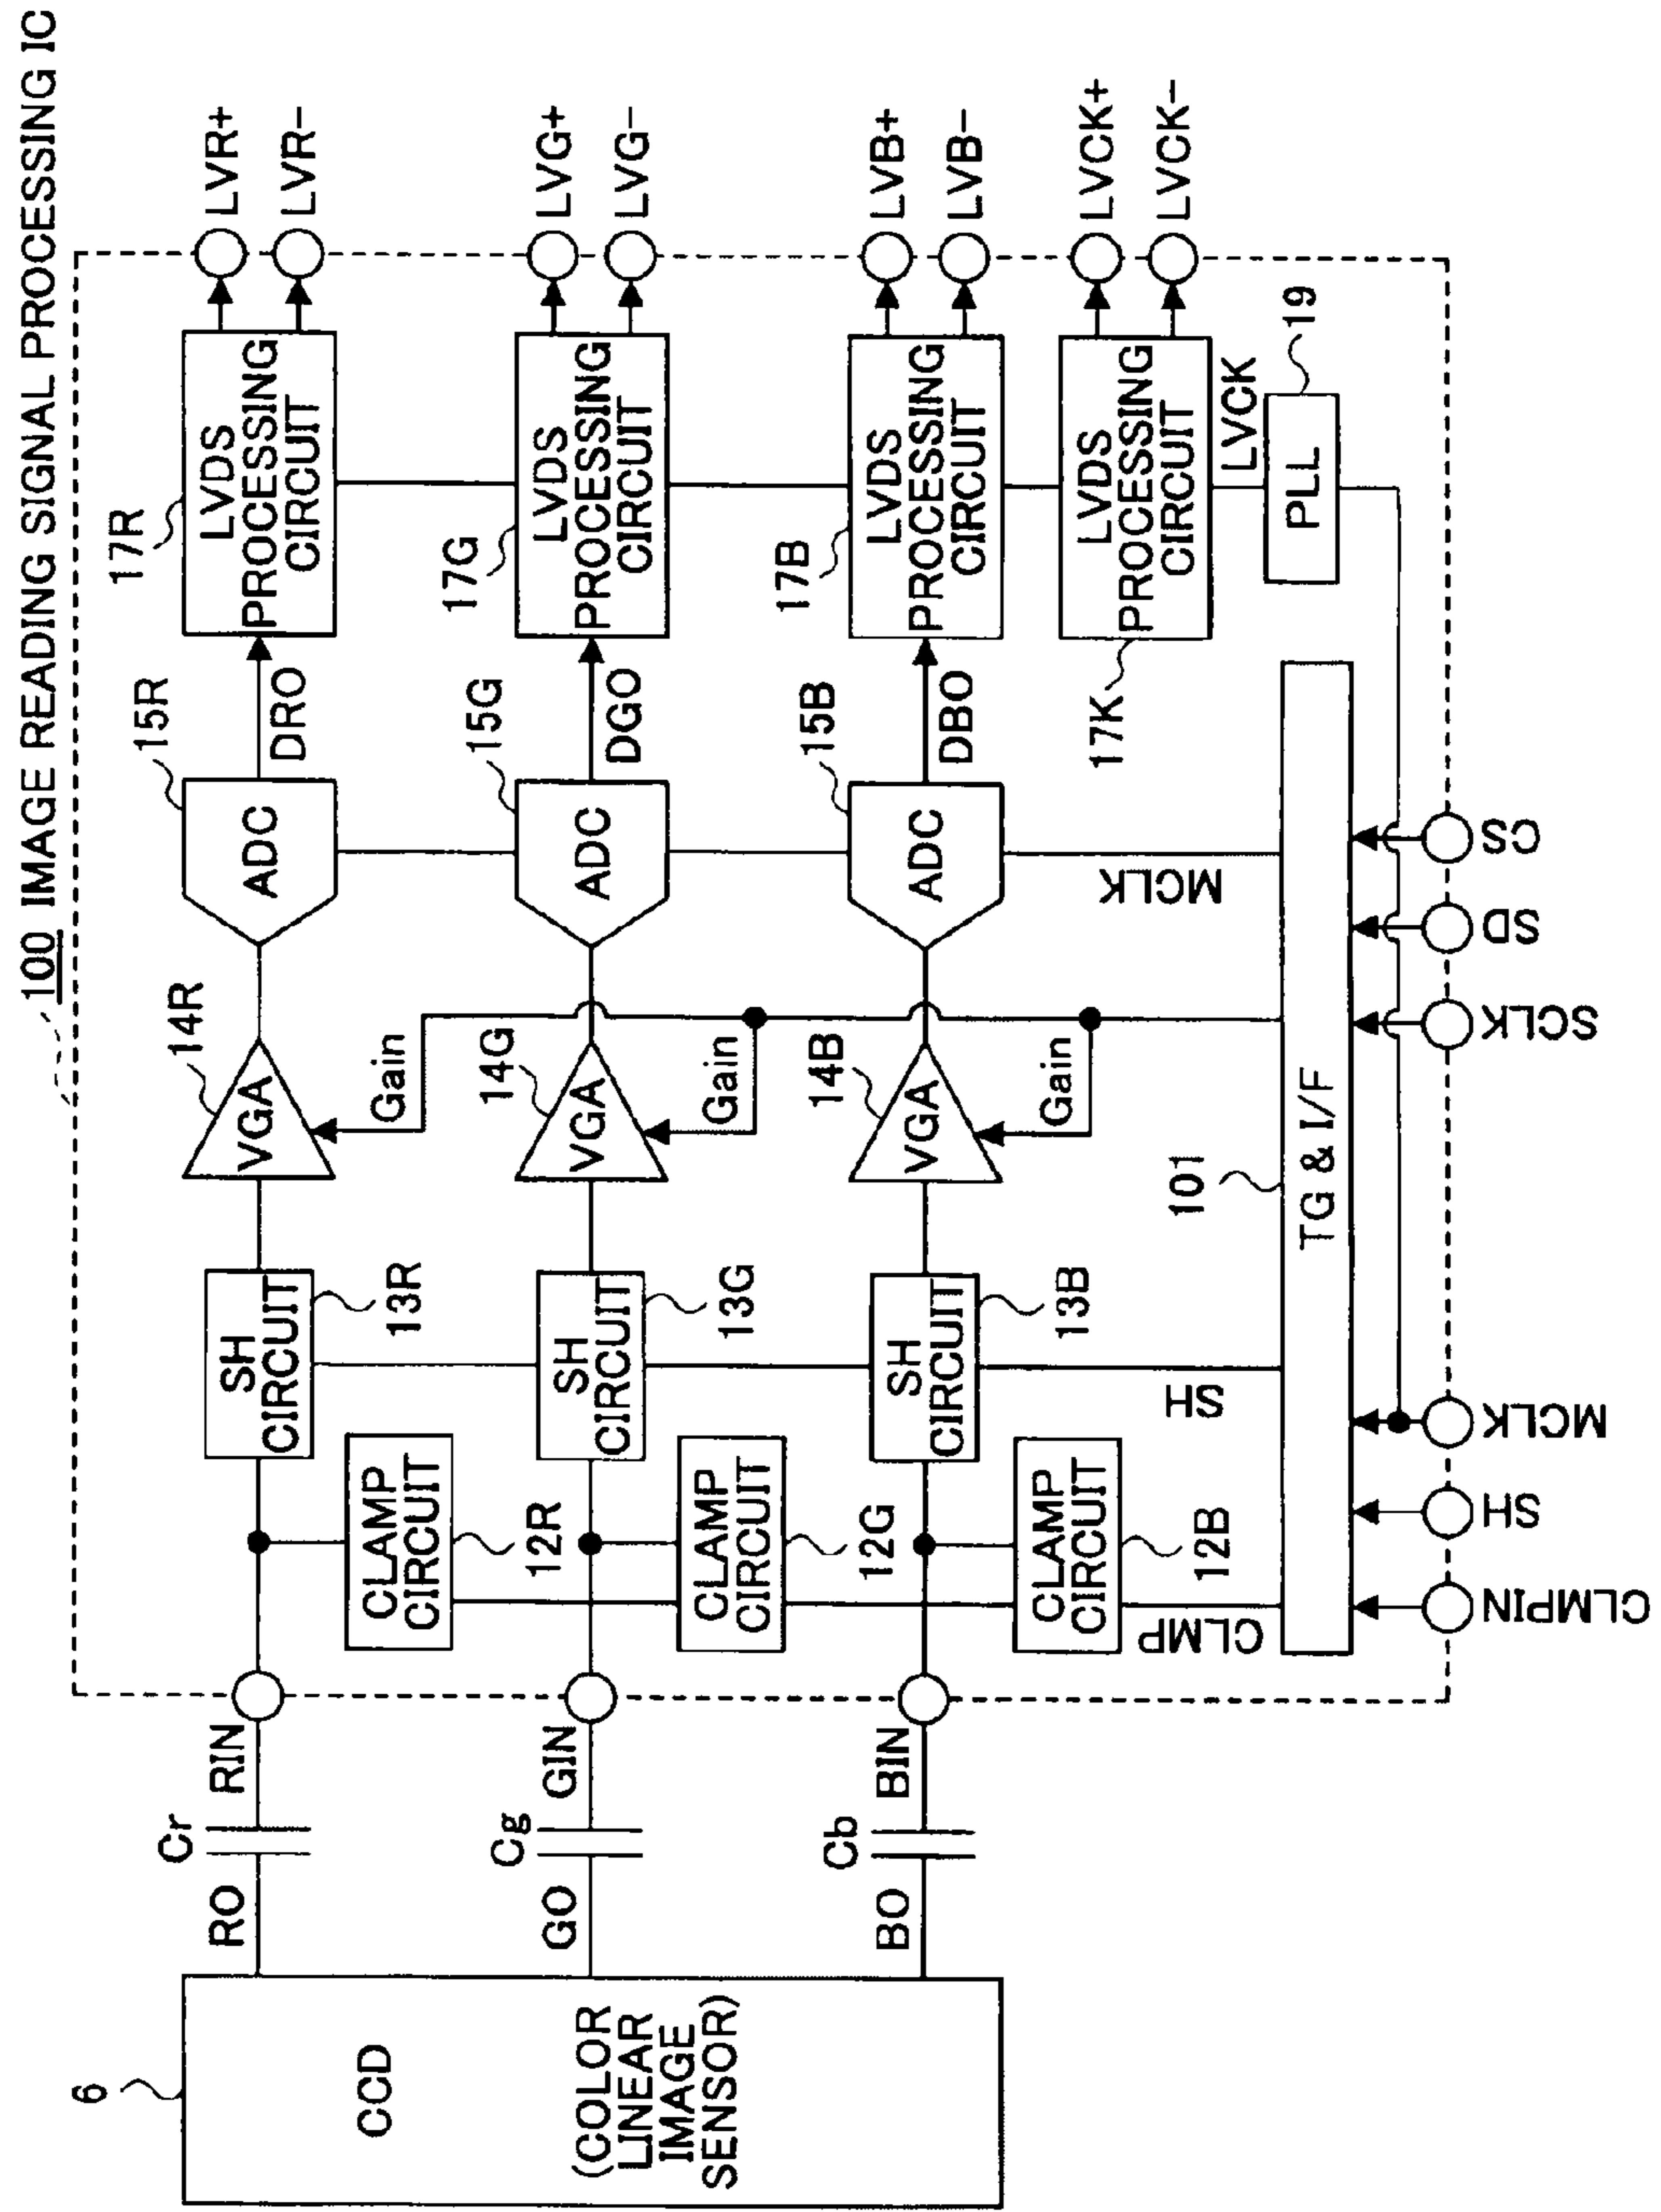 100 IMAGE READING SIGNAL PROCESSING IC
6
CCD
(COLOR
LINEAR
IMAGE
SENSOR)
RO
Cr
RIN
GO
Cg
GIN
BO
Cb
BIN
CLAMP
CIRCUIT
12R
CLAMP
CIRCUIT
12G
CLAMP
CIRCUIT
12B
CLMP
SH
CIRCUIT
13R
SH
CIRCUIT
13G
SH
CIRCUIT
13B
SH
14R
VGA
Gain
14G
VGA
Gain
14B
VGA
Gain
15R
ADC
DRO
15G
ADC
DGO
15B
ADC
DBO
MCLK
17R
LVDS
PROCESSING
CIRCUIT
17G
LVDS
PROCESSING
CIRCUIT
17B
LVDS
PROCESSING
CIRCUIT
17K
LVDS
PROCESSING
CIRCUIT
LVCK
PLL
19
LVR+
LVR-
LVG+
LVG-
LVB+
LVB-
LVCK+
LVCK-
101
TG & I/F
CLMPIN
SH
MCLK
SCLK
SD
CS